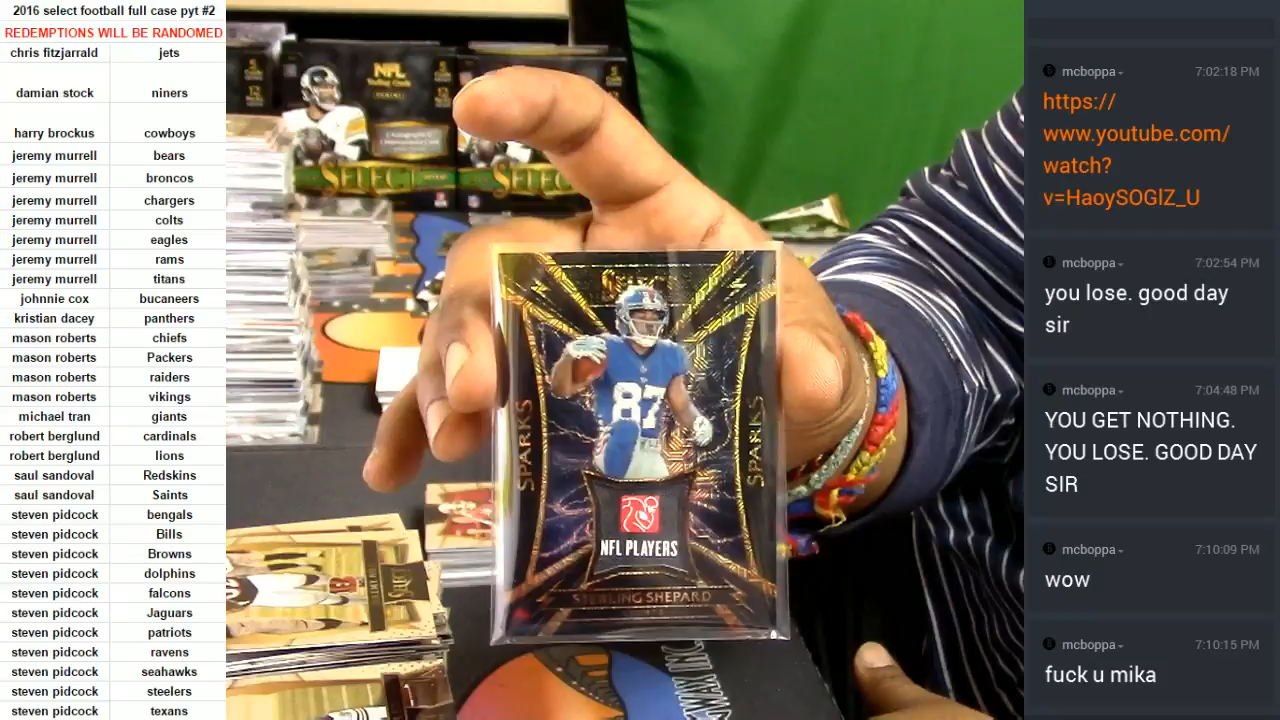 2016 select football full case pyt #2
REDEMPTIONS WILL BE RANDOMED
chris fitzjarrald jets
damian stock niners
harry brockus cowboys
jeremy murrell bears
jeremy murrell broncos
jeremy murrell chargers
jeremy murrell colts
jeremy murrell eagles
jeremy murrell rams
jeremy murrell titans
johnnie cox bucaneers
kristian dacey panthers
mason roberts chiefs
mason roberts Packers
mason roberts raiders
mason roberts vikings
michael tran giants
robert berglund cardinals
robert berglund lions
saul sandoval Redskins
saul sandoval Saints
steven pidcock bengals
steven pidcock Bills
steven pidcock Browns
steven pidcock dolphins
steven pidcock falcons
steven pidcock Jaguars
steven pidcock patriots
steven pidcock ravens
steven pidcock seahawks
steven pidcock steelers
steven pidcock texans
NFL
SELECT
SELECT
SPARKS
87
SPARKS
NFL PLAYERS
STERLING SHEPARD
SELECT
WAX INC
mcboppa 7:02:18 PM
https://
www.youtube.com/
watch?
v=HaoySOGlZ_U
mcboppa 7:02:54 PM
you lose. good day
sir
mcboppa 7:04:48 PM
YOU GET NOTHING.
YOU LOSE. GOOD DAY
SIR
mcboppa 7:10:09 PM
wow
mcboppa 7:10:15 PM
fuck u mika